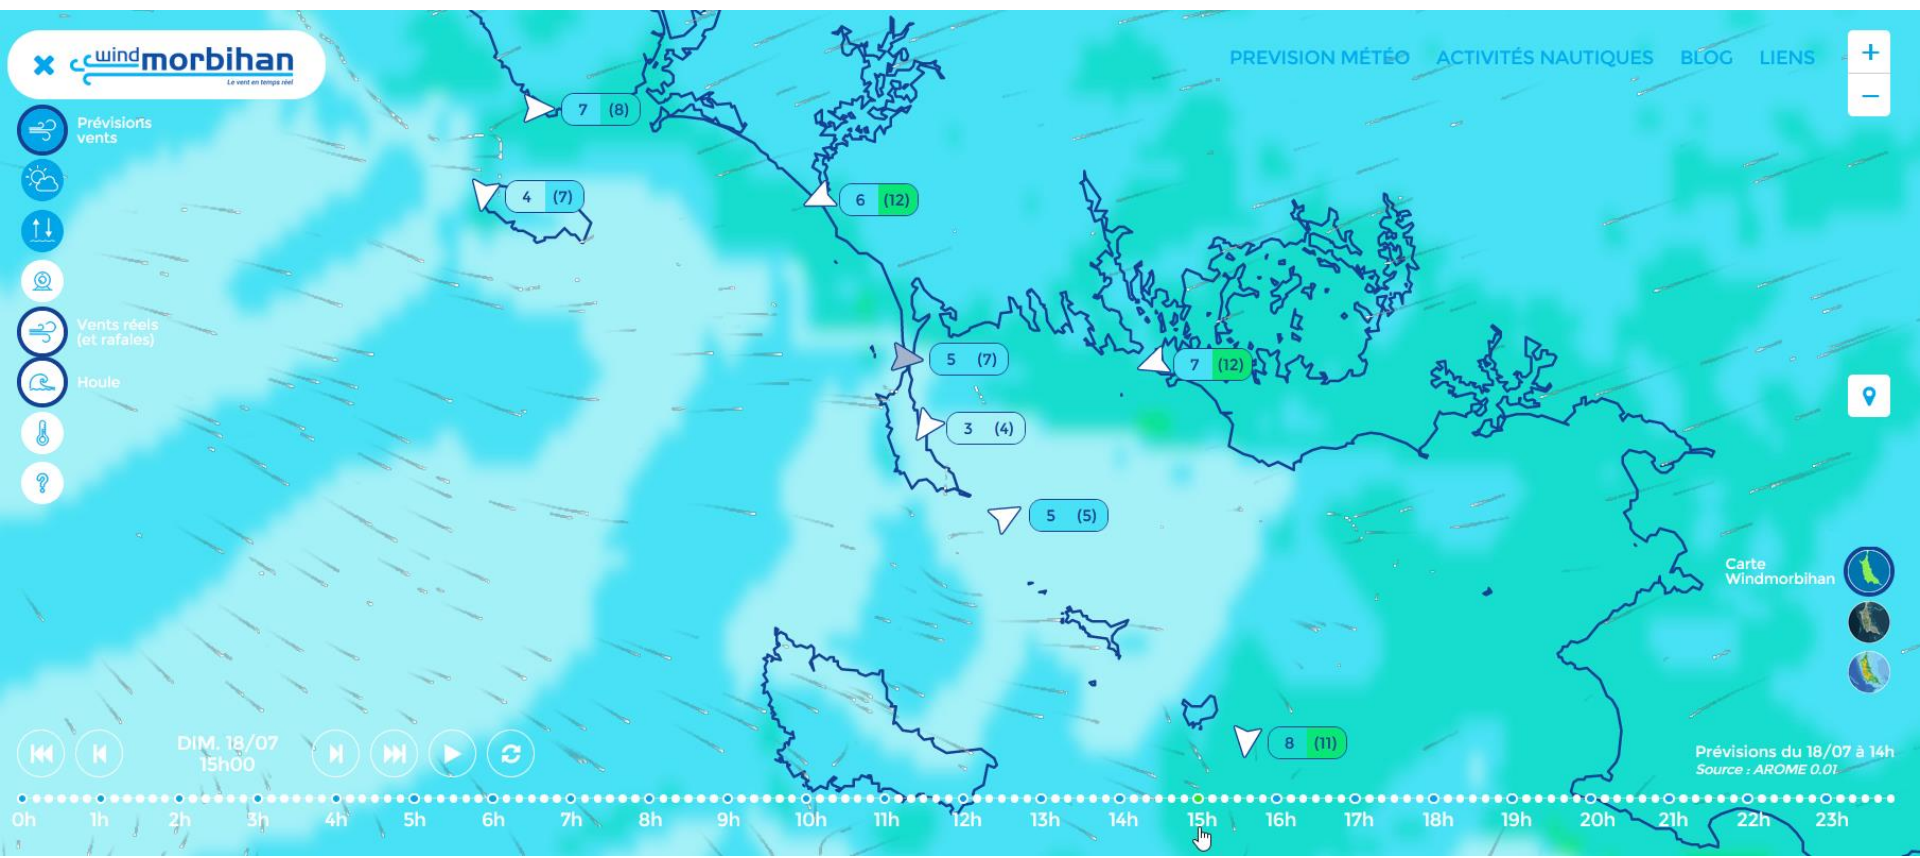 windmorbihan
Le vent en temps réel
PREVISION MÉTÉO ACTIVITÉS NAUTIQUES BLOG LIENS
+
−
Prévisions
vents
7 (8)
4 (7)
6 (12)
Vents réels
(et rafales)
5 (7)
7 (12)
Houle
3 (4)
?
5 (5)
Carte
Windmorbihan
8 (11)
DIM. 18/07
15h00
Prévisions du 18/07 à 14h
Source : AROME 0.01
0h 1h 2h 3h 4h 5h 6h 7h 8h 9h 10h 11h 12h 13h 14h 15h 16h 17h 18h 19h 20h 21h 22h 23h